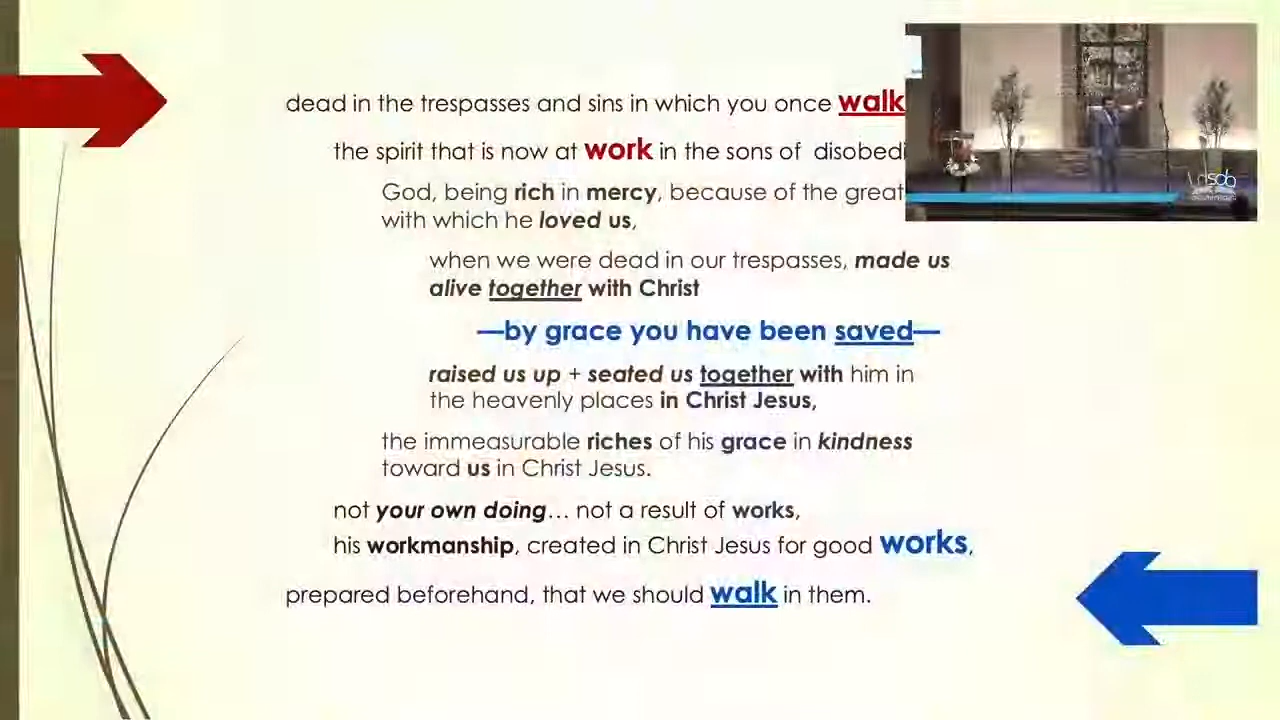 dead in the trespasses and sins in which you once walk
the spirit that is now at work in the sons of disobedi
God, being rich in mercy, because of the great
with which he loved us,
when we were dead in our trespasses, made us
alive together with Christ
—by grace you have been saved—
raised us up + seated us together with him in
the heavenly places in Christ Jesus,
the immeasurable riches of his grace in kindness
toward us in Christ Jesus.
not your own doing… not a result of works,
his workmanship, created in Christ Jesus for good works,
prepared beforehand, that we should walk in them.